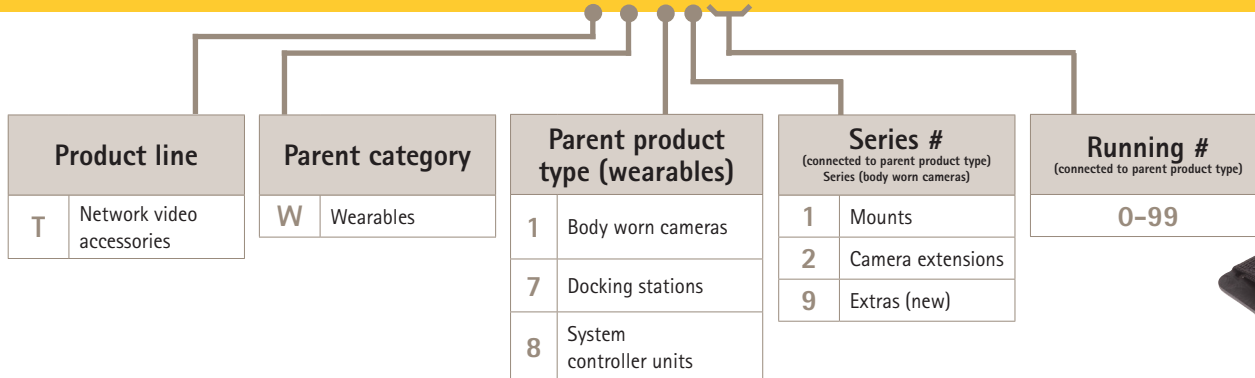 Product line
T
Network video
accessories
Parent category
W
Wearables
Parent product
type (wearables)
1
Body worn cameras
7
Docking stations
8
System
controller units
Series #
(connected to parent product type)
Series (body worn cameras)
1
Mounts
2
Camera extensions
9
Extras (new)
Running #
(connected to parent product type)
0-99